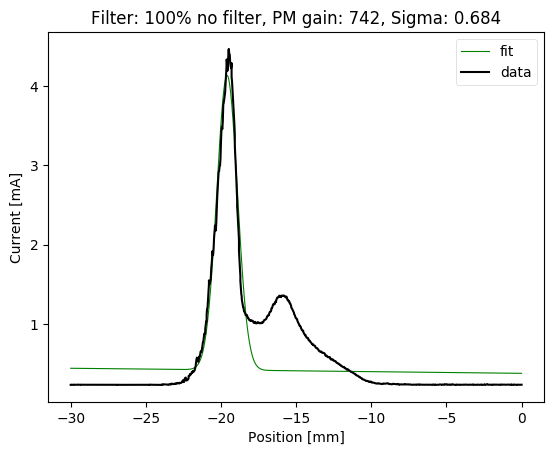 Filter: 100% no filter, PM gain: 742, Sigma: 0.684
fit
data
4
3
2
1
Current [mA]
−30
−25
−20
−15
−10
−5
0
Position [mm]